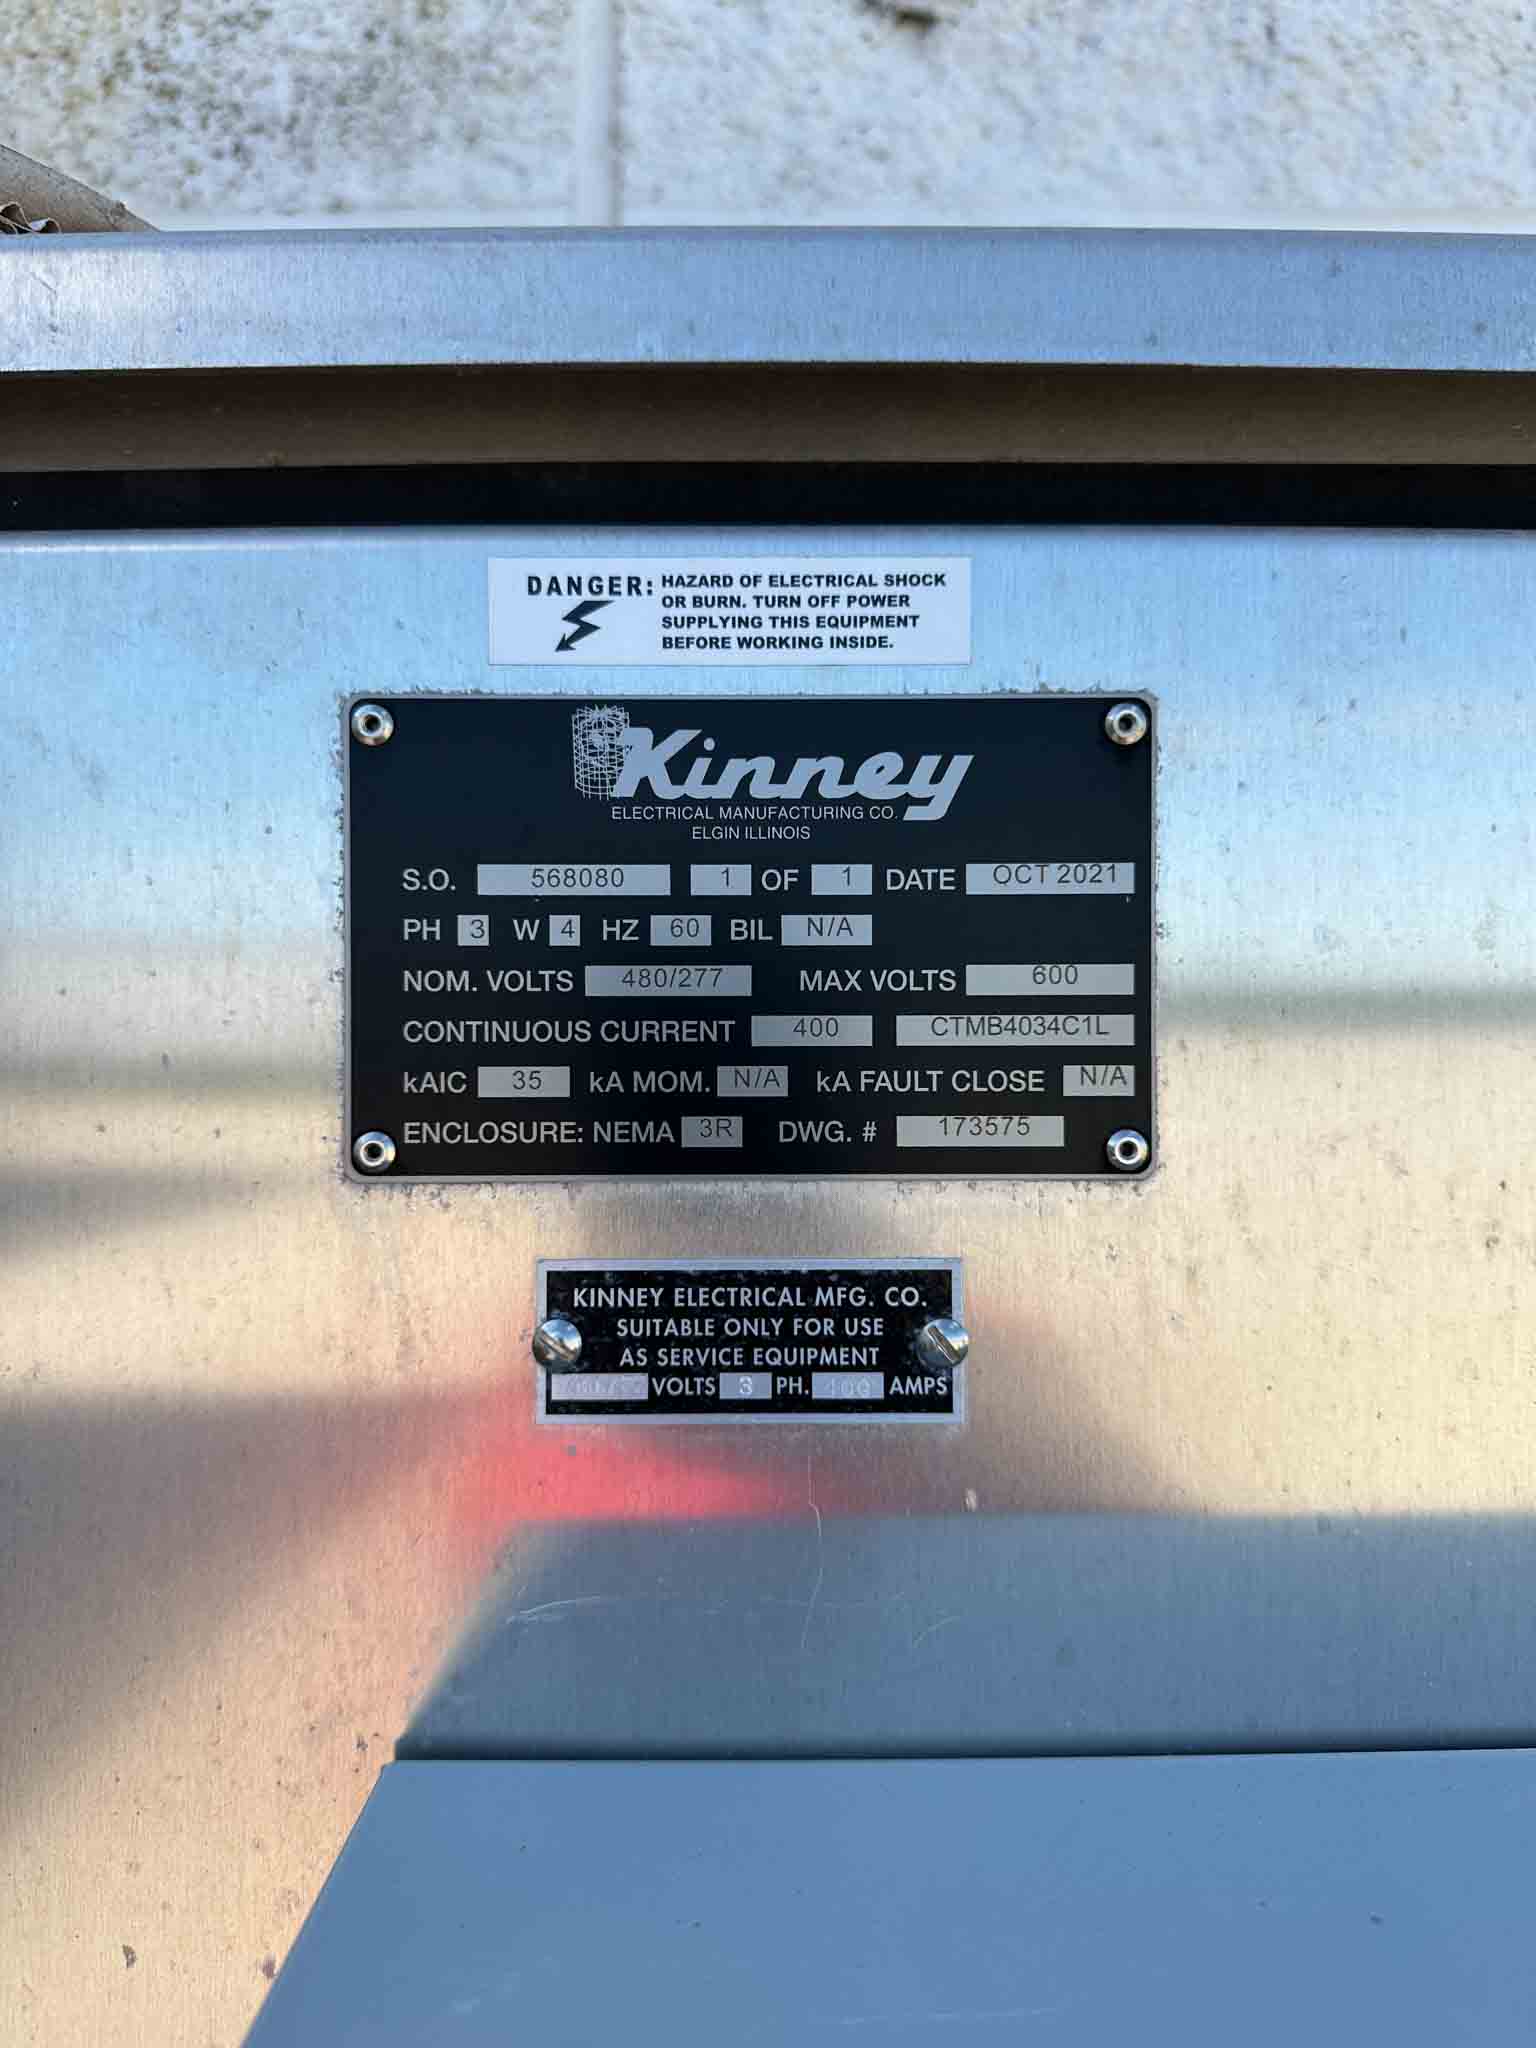 DANGER: HAZARD OF ELECTRICAL SHOCK
OR BURN. TURN OFF POWER
SUPPLYING THIS EQUIPMENT
BEFORE WORKING INSIDE.
Kinney
ELECTRICAL MANUFACTURING CO.
ELGIN ILLINOIS
S.O. 568080 1 OF 1 DATE OCT 2021
PH 3 W 4 HZ 60 BIL N/A
NOM. VOLTS 480/277 MAX VOLTS 600
CONTINUOUS CURRENT 400 CTMB4034C1L
kAIC 35 kA MOM. N/A kA FAULT CLOSE N/A
ENCLOSURE: NEMA 3R DWG. # 173575
KINNEY ELECTRICAL MFG. CO.
SUITABLE ONLY FOR USE
AS SERVICE EQUIPMENT
VOLTS 3 PH. 400 AMPS